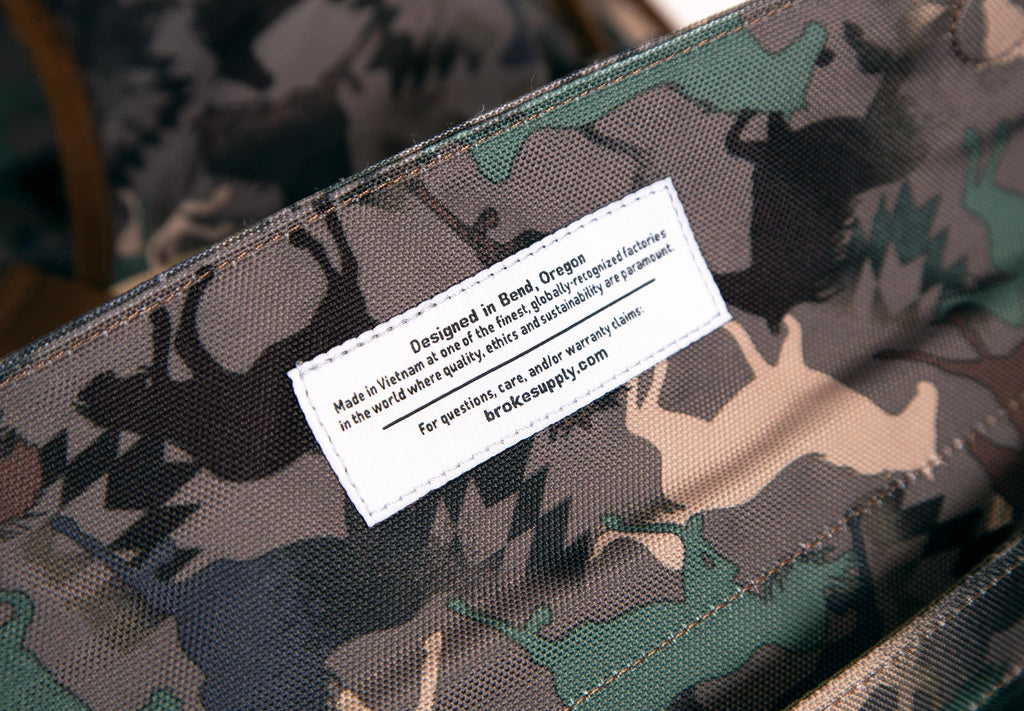 Designed in Bend, Oregon
Made in Vietnam at one of the finest, globally-recognized factories
in the world where quality, ethics and sustainability are paramount.
For questions, care, and/or warranty claims:
brokesupply.com